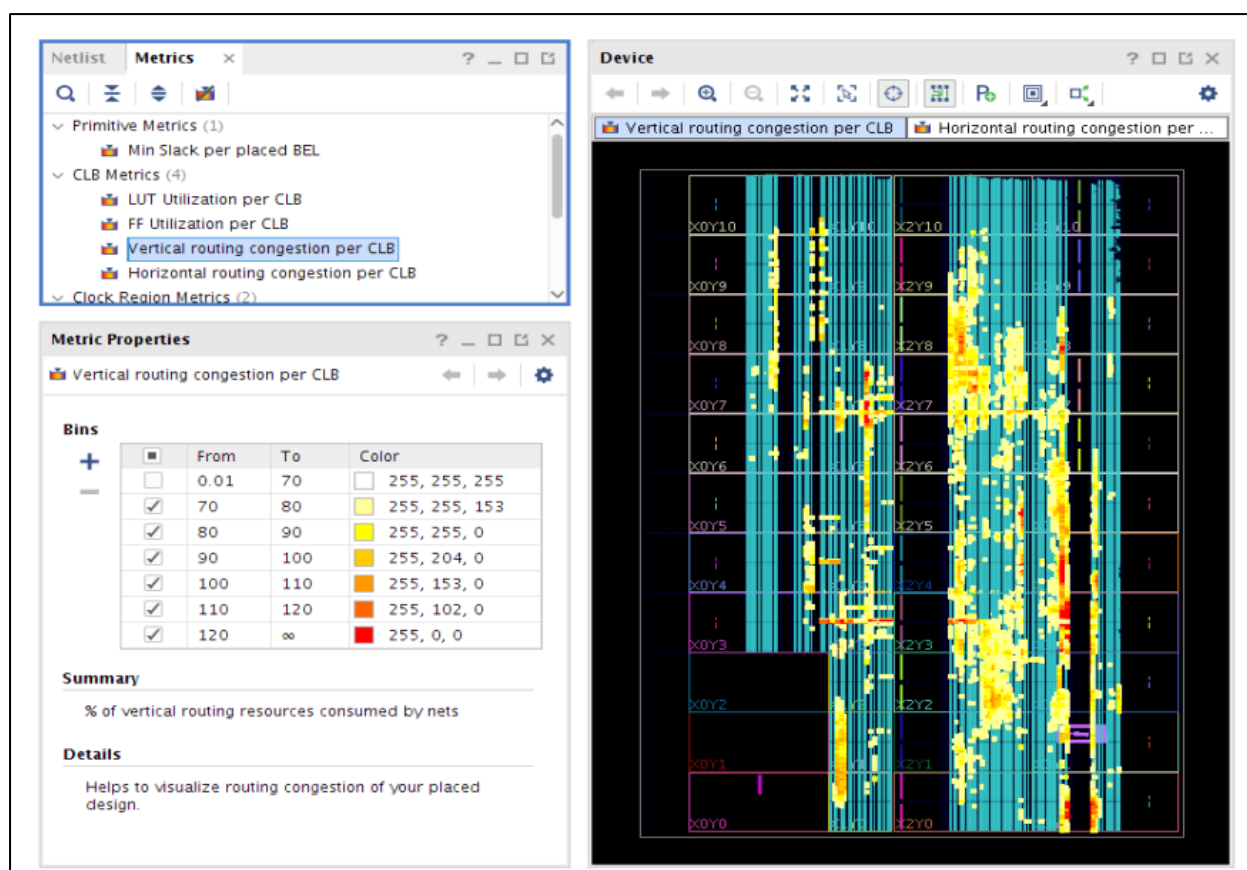 Netlist Metrics
Primitive Metrics (1)
Min Slack per placed BEL
CLB Metrics (4)
LUT Utilization per CLB
FF Utilization per CLB
Vertical routing congestion per CLB
Horizontal routing congestion per CLB
Clock Region Metrics (2)
Metric Properties
Vertical routing congestion per CLB
Bins
From To Color
0.01 70 255, 255, 255
70 80 255, 255, 153
80 90 255, 255, 0
90 100 255, 204, 0
100 110 255, 153, 0
110 120 255, 102, 0
120 ∞ 255, 0, 0
Summary
% of vertical routing resources consumed by nets
Details
Helps to visualize routing congestion of your placed
design.
Device
Vertical routing congestion per CLB Horizontal routing congestion per ...
X0Y10 X2Y10
X0Y9 X2Y9
X0Y8 X2Y8
X0Y7 X2Y7
X0Y6 X2Y6
X0Y5 X2Y5
X0Y4 X2Y4
X0Y3 X2Y3
X0Y2 X2Y2
X0Y1 X2Y1
X0Y0 X2Y0